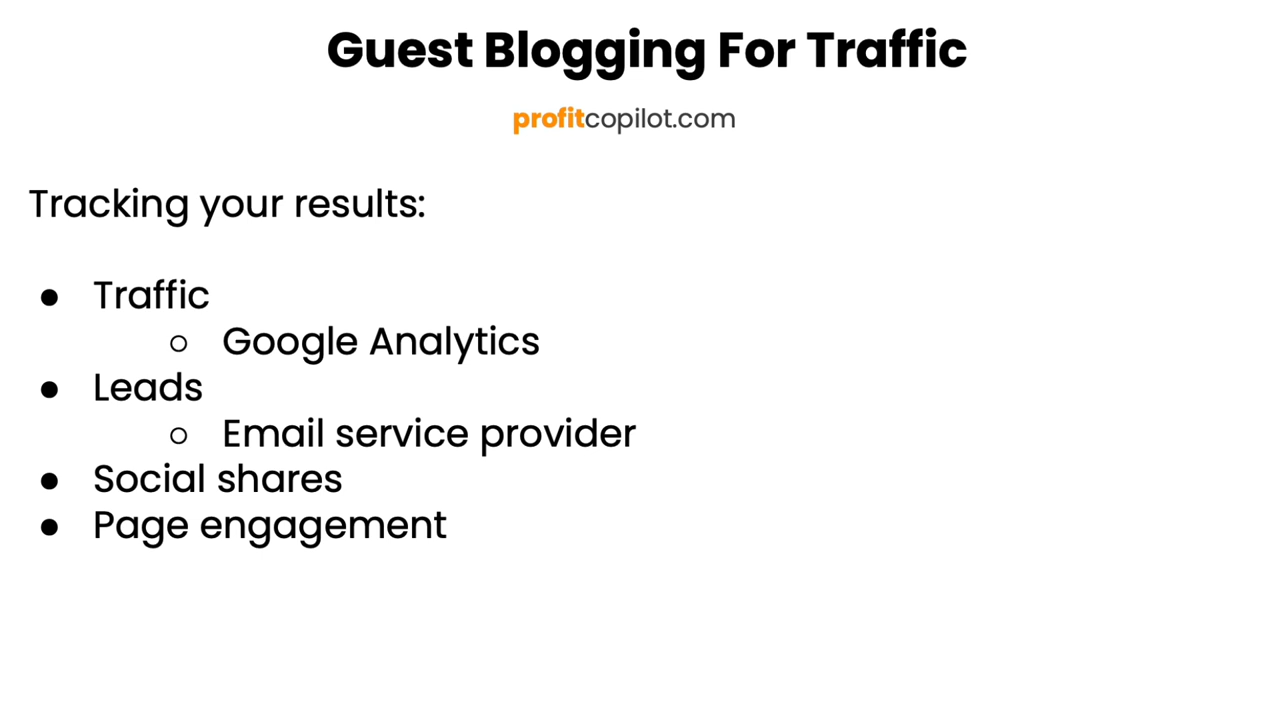 Guest Blogging For Traffic
profitcopilot.com
Tracking your results:
● Traffic
○ Google Analytics
● Leads
○ Email service provider
● Social shares
● Page engagement